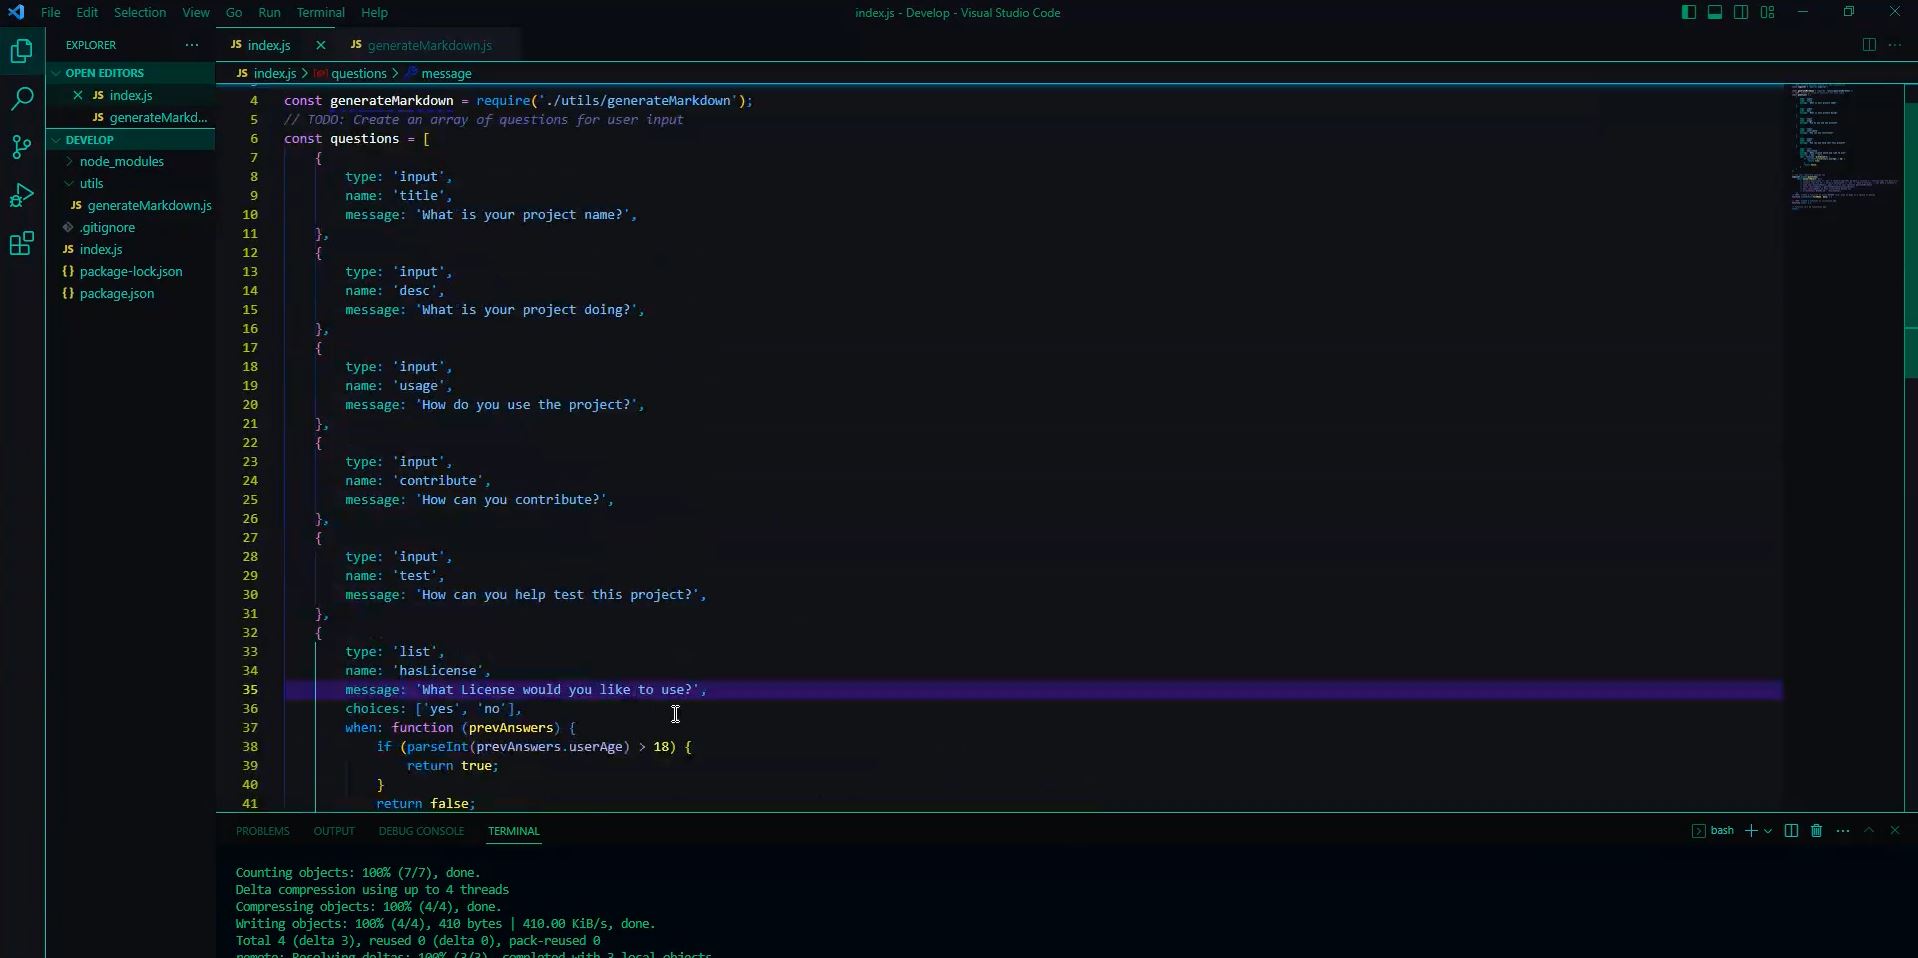 File Edit Selection View Go Run Terminal Help
index.js - Develop - Visual Studio Code
EXPLORER
JS index.js
JS generateMarkdown.js
OPEN EDITORS
JS index.js
JS generateMarkd...
DEVELOP
node_modules
utils
JS generateMarkdown.js
.gitignore
JS index.js
{} package-lock.json
{} package.json
JS index.js > questions > message
4 const generateMarkdown = require('./utils/generateMarkdown');
5 // TODO: Create an array of questions for user input
6 const questions = [
7 {
8 type: 'input',
9 name: 'title',
10 message: 'What is your project name?',
11 },
12 {
13 type: 'input',
14 name: 'desc',
15 message: 'What is your project doing?',
16 },
17 {
18 type: 'input',
19 name: 'usage',
20 message: 'How do you use the project?',
21 },
22 {
23 type: 'input',
24 name: 'contribute',
25 message: 'How can you contribute?',
26 },
27 {
28 type: 'input',
29 name: 'test',
30 message: 'How can you help test this project?',
31 },
32 {
33 type: 'list',
34 name: 'hasLicense',
35 message: 'What License would you like to use?',
36 choices: ['yes', 'no'],
37 when: function (prevAnswers) {
38 if (parseInt(prevAnswers.userAge) > 18) {
39 return true;
40 }
41 return false;
PROBLEMS OUTPUT DEBUG CONSOLE TERMINAL
bash
Counting objects: 100% (7/7), done.
Delta compression using up to 4 threads
Compressing objects: 100% (4/4), done.
Writing objects: 100% (4/4), 410 bytes | 410.00 KiB/s, done.
Total 4 (delta 3), reused 0 (delta 0), pack-reused 0
remote: Resolving deltas: 100% (3/3), completed with 3 local objects.